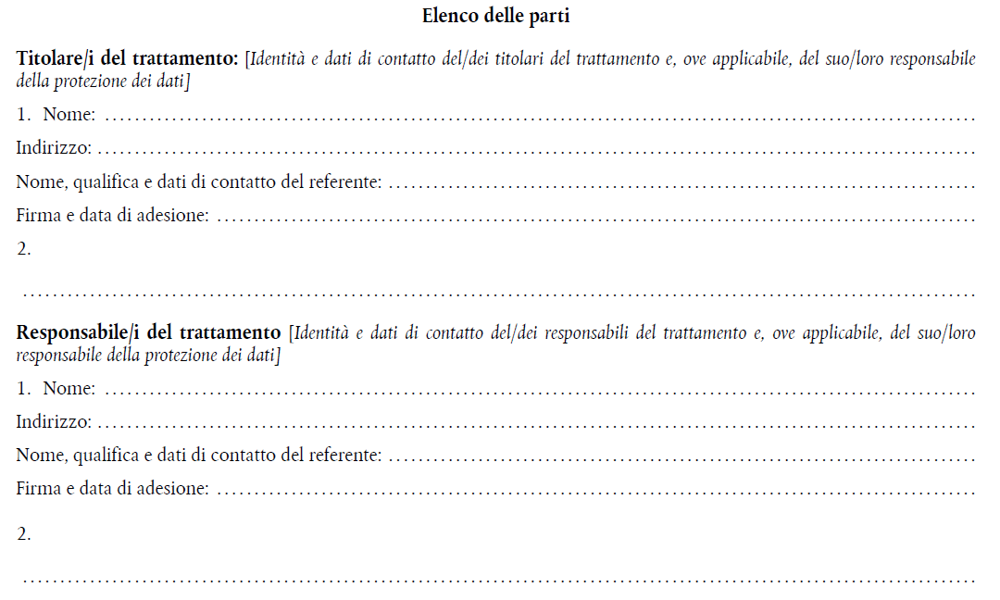 Elenco delle parti
Titolare/i del trattamento: [Identità e dati di contatto del/dei titolari del trattamento e, ove applicabile, del suo/loro responsabile
della protezione dei dati]
1. Nome: ....................................................................................................................
Indirizzo: ....................................................................................................................
Nome, qualifica e dati di contatto del referente: ................................................................................
Firma e data di adesione: .......................................................................................................
2.
....................................................................................................................
Responsabile/i del trattamento [Identità e dati di contatto del/dei responsabili del trattamento e, ove applicabile, del suo/loro
responsabile della protezione dei dati]
1. Nome: ....................................................................................................................
Indirizzo: ....................................................................................................................
Nome, qualifica e dati di contatto del referente: ................................................................................
Firma e data di adesione: .......................................................................................................
2.
....................................................................................................................